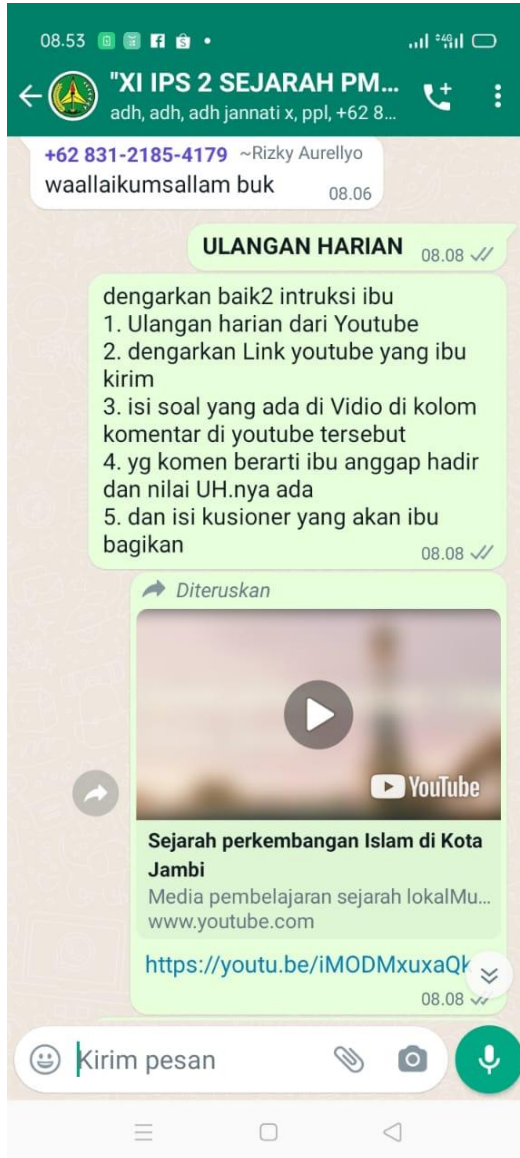 08.53
"XI IPS 2 SEJARAH PM...
adh, adh, adh jannati x, ppl, +62 8...
+62 831-2185-4179 ~Rizky Aurellyo
waallaikumsallam buk 08.06
ULANGAN HARIAN 08.08
dengarkan baik2 intruksi ibu
1. Ulangan harian dari Youtube
2. dengarkan Link youtube yang ibu
kirim
3. isi soal yang ada di Vidio di kolom
komentar di youtube tersebut
4. yg komen berarti ibu anggap hadir
dan nilai UH.nya ada
5. dan isi kusioner yang akan ibu
bagikan 08.08
Diteruskan
YouTube
Sejarah perkembangan Islam di Kota
Jambi
Media pembelajaran sejarah lokalMu...
www.youtube.com
https://youtu.be/iMODMxuxaQk
08.08
Kirim pesan